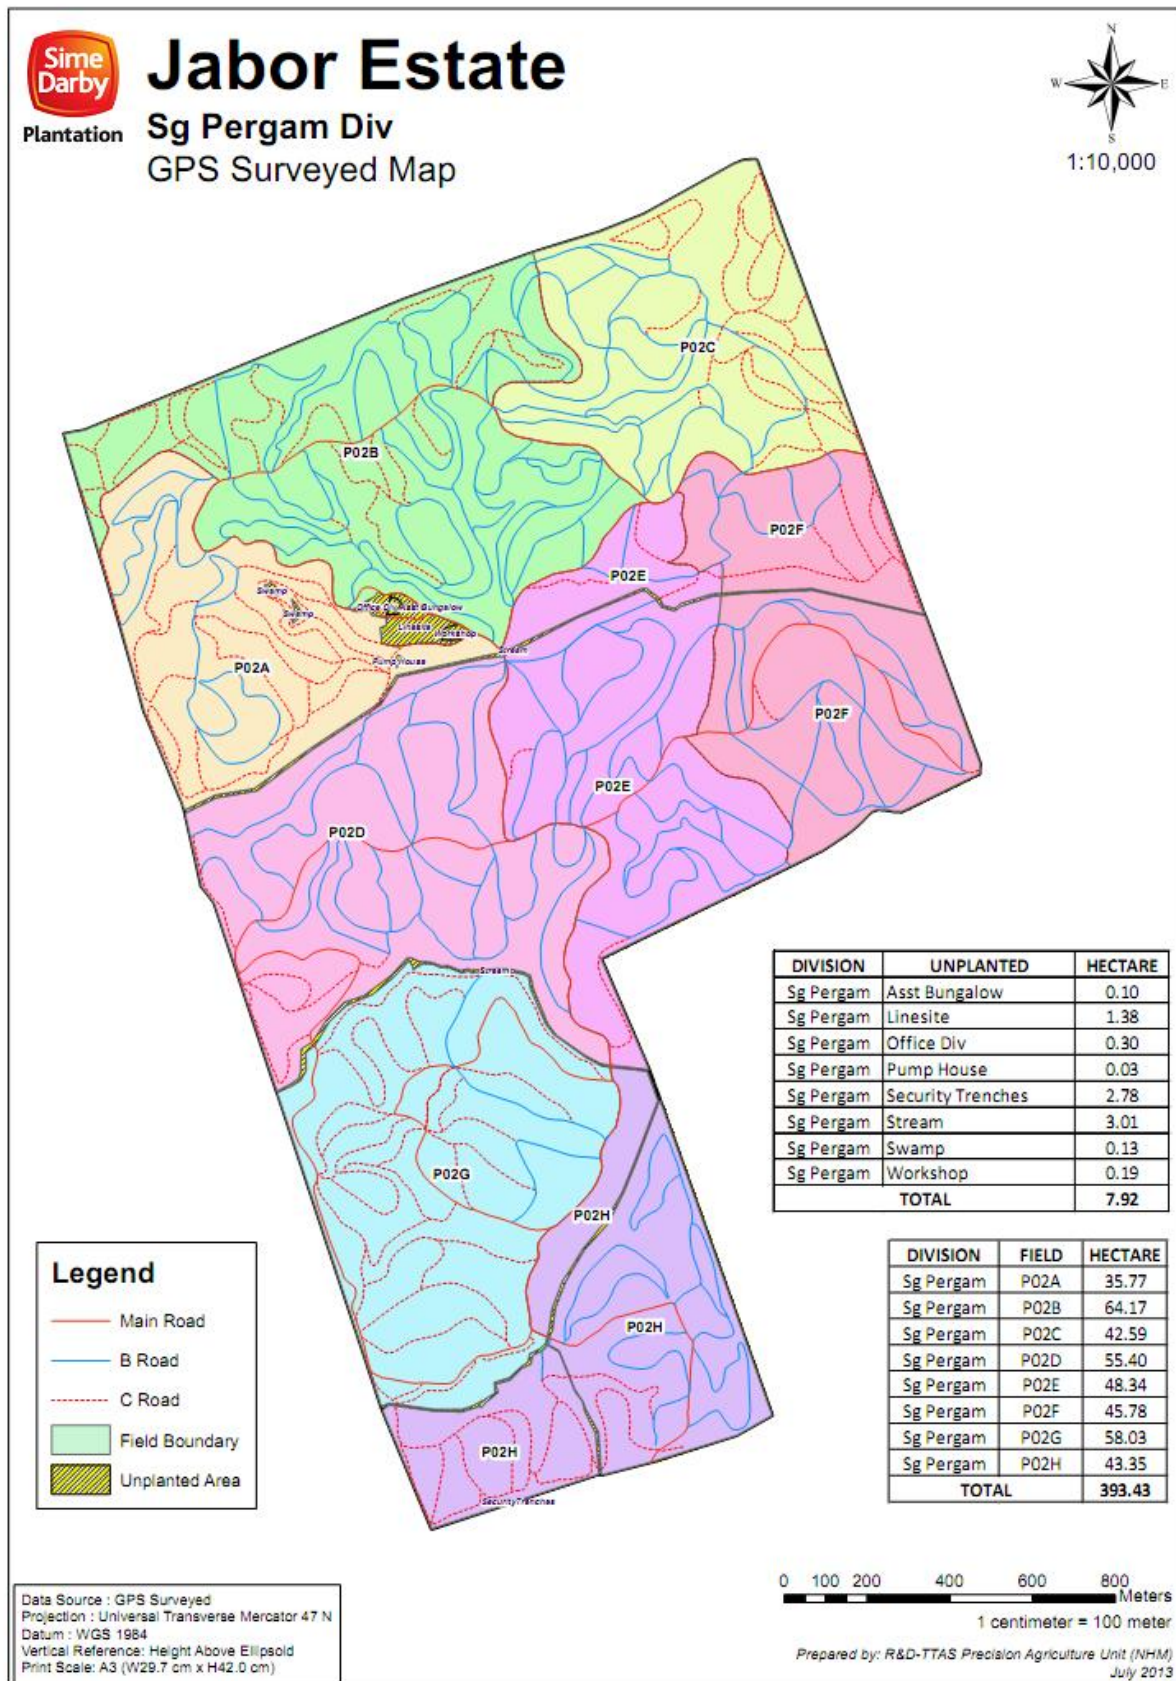 Sime
Darby
Plantation
Jabor Estate
Sg Pergam Div
GPS Surveyed Map
N
W
E
S
1:10,000
P02C
P02B
P02F
P02E
Swamp
Swamp
Office Div Asst Bungalow
Linesite
Workshop
Stream
Pump House
P02A
P02F
P02E
P02D
Stream
P02G
P02H
P02H
P02H
Security Trenches
DIVISION UNPLANTED HECTARE
Sg Pergam Asst Bungalow 0.10
Sg Pergam Linesite 1.38
Sg Pergam Office Div 0.30
Sg Pergam Pump House 0.03
Sg Pergam Security Trenches 2.78
Sg Pergam Stream 3.01
Sg Pergam Swamp 0.13
Sg Pergam Workshop 0.19
TOTAL 7.92
DIVISION FIELD HECTARE
Sg Pergam P02A 35.77
Sg Pergam P02B 64.17
Sg Pergam P02C 42.59
Sg Pergam P02D 55.40
Sg Pergam P02E 48.34
Sg Pergam P02F 45.78
Sg Pergam P02G 58.03
Sg Pergam P02H 43.35
TOTAL 393.43
Legend
Main Road
B Road
C Road
Field Boundary
Unplanted Area
Data Source : GPS Surveyed
Projection : Universal Transverse Mercator 47 N
Datum : WGS 1984
Vertical Reference: Height Above Ellipsoid
Print Scale: A3 (W29.7 cm x H42.0 cm)
0 100 200 400 600 800
Meters
1 centimeter = 100 meter
Prepared by: R&D-TTAS Precision Agriculture Unit (NHM)
July 2013